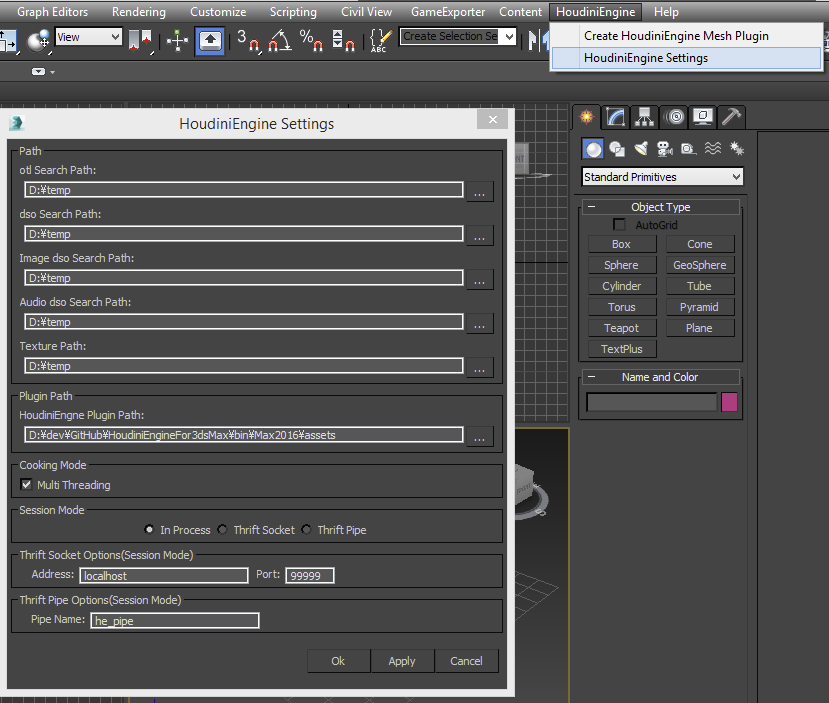 Graph Editors Rendering Customize Scripting Civil View GameExporter Content HoudiniEngine Help
View
3
%
ABC
Create Selection Se
Create HoudiniEngine Mesh Plugin
HoudiniEngine Settings
HoudiniEngine Settings
Path
otl Search Path:
D:¥temp
...
dso Search Path:
D:¥temp
...
Image dso Search Path:
D:¥temp
...
Audio dso Search Path:
D:¥temp
...
Texture Path:
D:¥temp
...
Plugin Path
HoudiniEngne Plugin Path:
D:¥dev¥GitHub¥HoudiniEngineFor3dsMax¥bin¥Max2016¥assets
...
Cooking Mode
Multi Threading
Session Mode
In Process Thrift Socket Thrift Pipe
Thrift Socket Options(Session Mode)
Address: localhost Port: 99999
Thrift Pipe Options(Session Mode)
Pipe Name: he_pipe
Ok Apply Cancel
Standard Primitives
Object Type
AutoGrid
Box Cone
Sphere GeoSphere
Cylinder Tube
Torus Pyramid
Teapot Plane
TextPlus
Name and Color